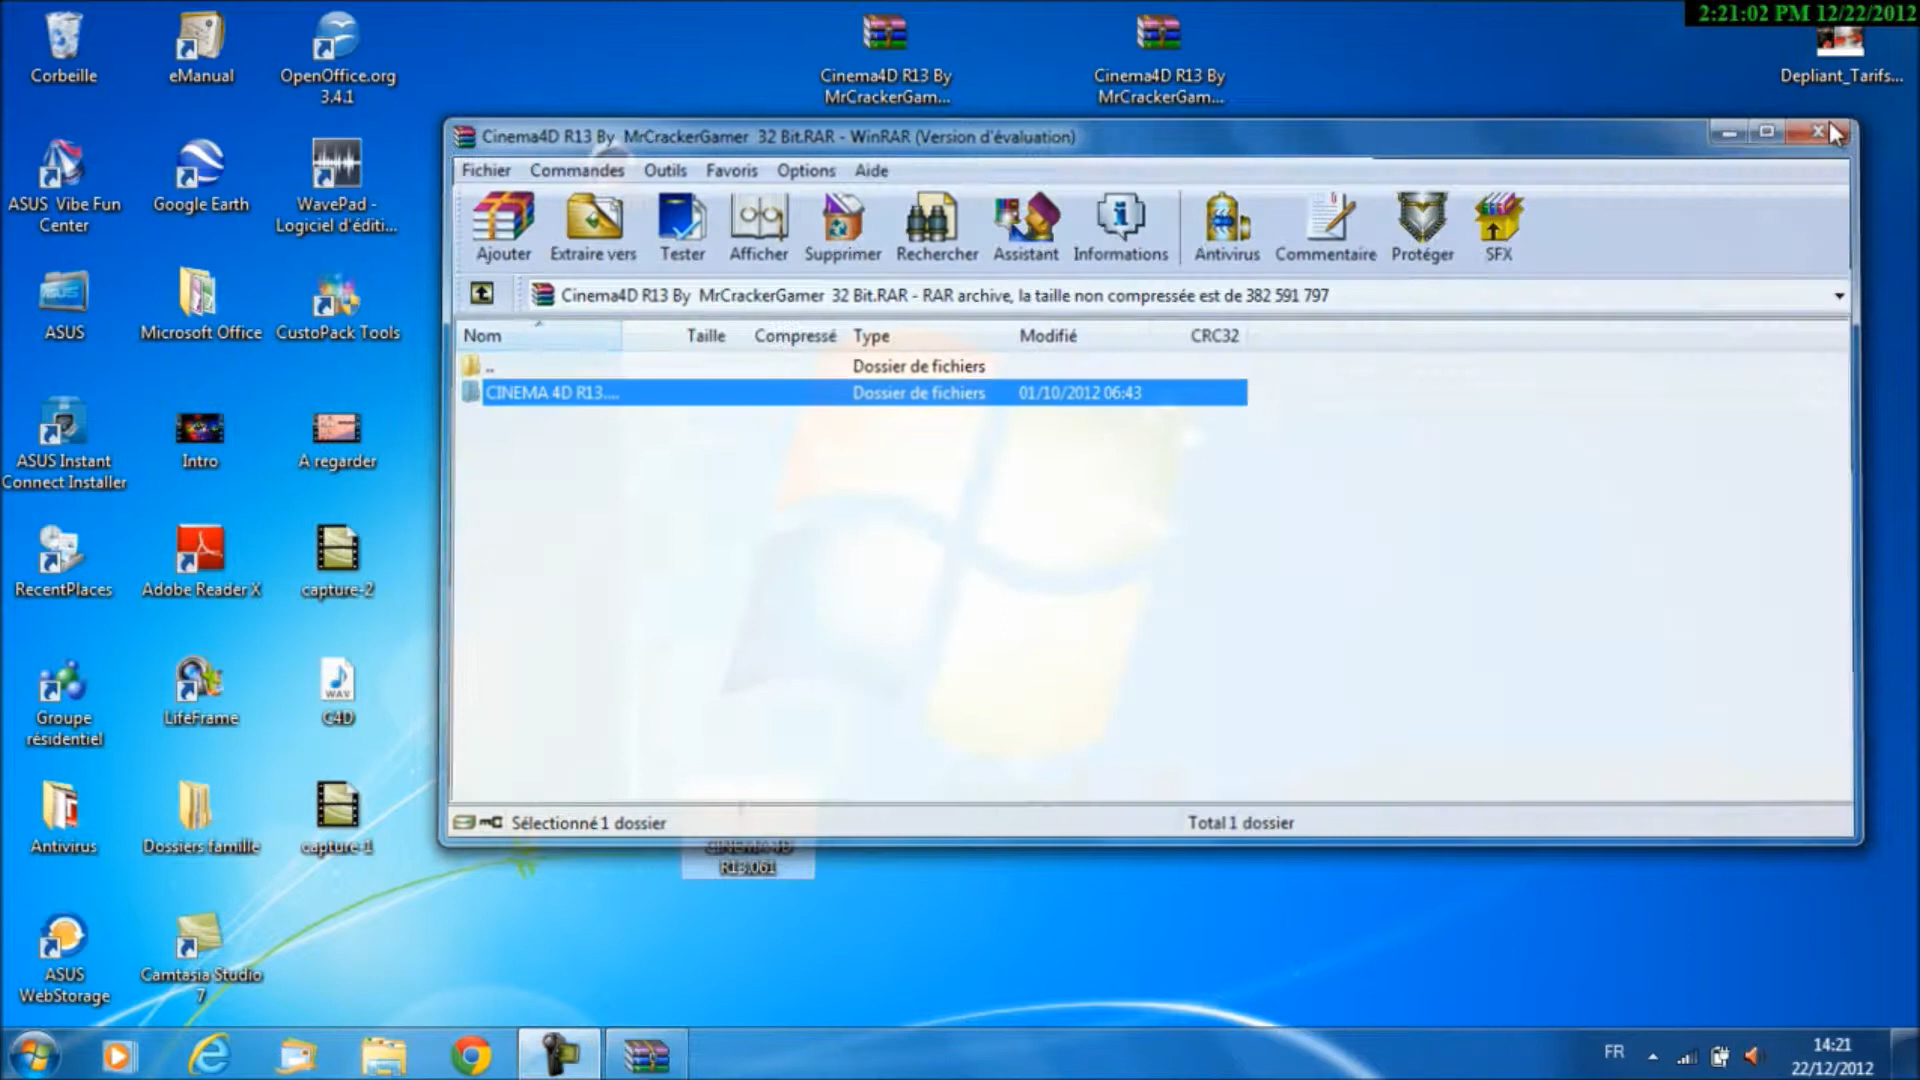 2:21:02 PM 12/22/2012
Corbeille
eManual
OpenOffice.org
3.4.1
Cinema4D R13 By
MrCrackerGam...
Cinema4D R13 By
MrCrackerGam...
Depliant_Tarifs...
ASUS Vibe Fun
Center
Google Earth
WavePad -
Logiciel d'éditi...
ASUS
Microsoft Office
CustoPack Tools
ASUS Instant
Connect Installer
Intro
A regarder
RecentPlaces
Adobe Reader X
capture-2
Groupe
résidentiel
LifeFrame
WAV
C4D
Antivirus
Dossiers famille
capture-1
ASUS
WebStorage
Camtasia Studio
7
Cinema4D R13 By MrCrackerGamer 32 Bit.RAR - WinRAR (Version d'évaluation)
Fichier Commandes Outils Favoris Options Aide
Ajouter Extraire vers Tester Afficher Supprimer Rechercher Assistant Informations Antivirus Commentaire Protéger SFX
Cinema4D R13 By MrCrackerGamer 32 Bit.RAR - RAR archive, la taille non compressée est de 382 591 797
Nom Taille Compressé Type Modifié CRC32
.. Dossier de fichiers
CINEMA 4D R13.... Dossier de fichiers 01/10/2012 06:43
Sélectionné 1 dossier Total 1 dossier
CINEMA 4D
R13.061
FR
14:21
22/12/2012